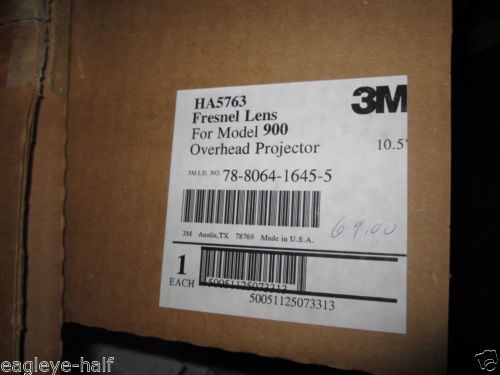 HA5763
3M
Fresnel Lens
For Model 900
Overhead Projector
10.5"
3M I.D. NO. 78-8064-1645-5
3M Austin,TX 78769 Made in U.S.A.
69.00
1
EACH
50051125073313
50051125073313
eagleye-half